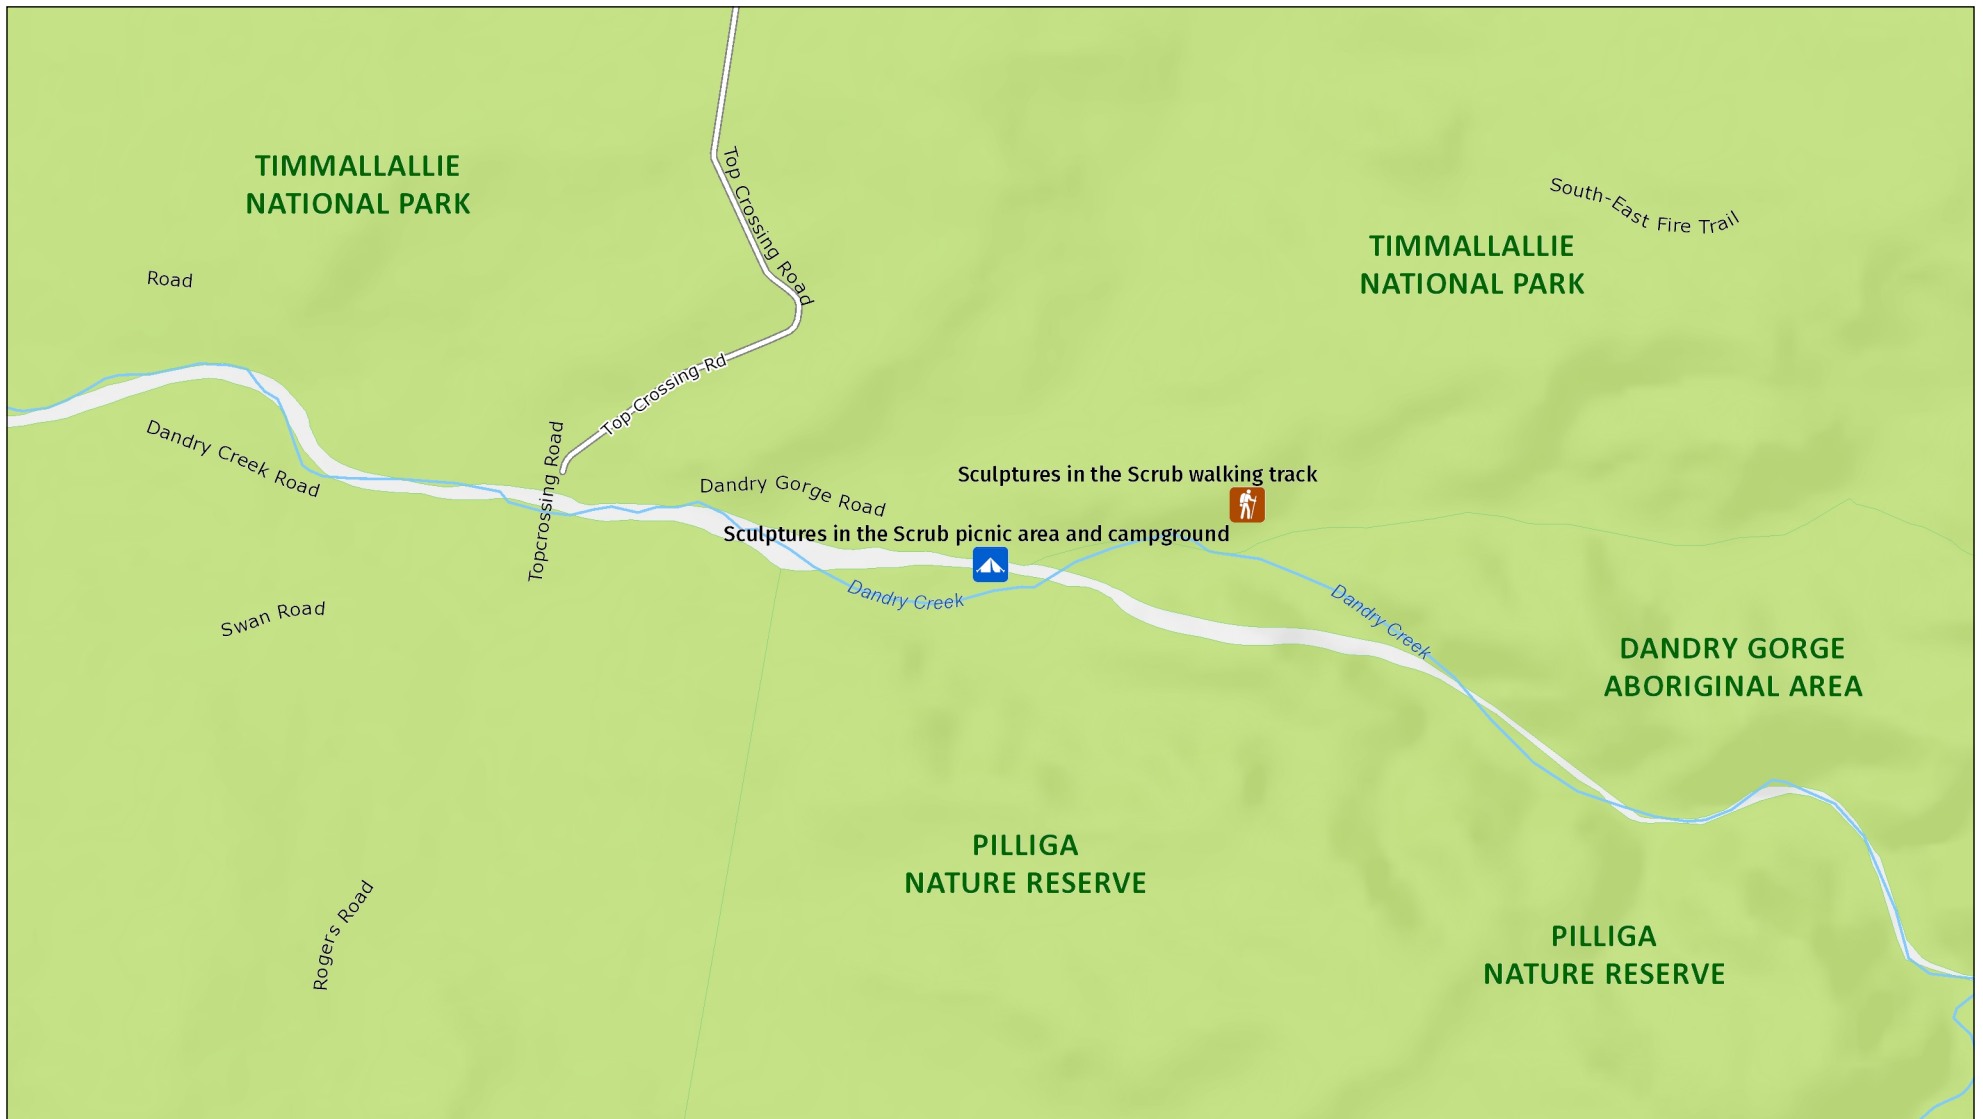 TIMMALLALLIE
NATIONAL PARK
Top Crossing Road
South-East Fire Trail
TIMMALLALLIE
NATIONAL PARK
Road
Top-Crossing-Rd
Dandry Creek Road
Topcrossing Road
Dandry Gorge Road
Sculptures in the Scrub walking track
Sculptures in the Scrub picnic area and campground
Dandry Creek
Dandry Creek
Swan Road
DANDRY GORGE
ABORIGINAL AREA
PILLIGA
NATURE RESERVE
Rogers Road
PILLIGA
NATURE RESERVE